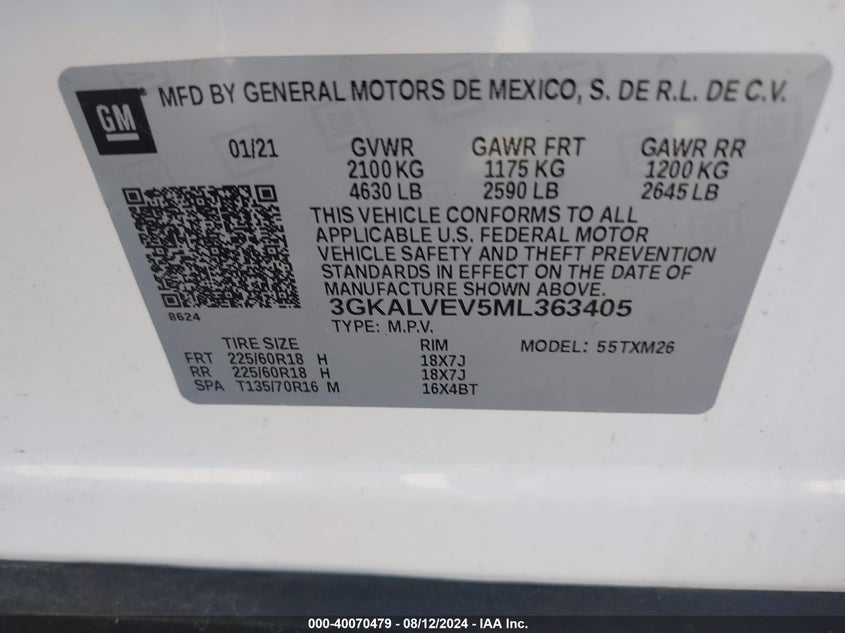 GM
MFD BY GENERAL MOTORS DE MEXICO, S. DE R.L. DE C.V.
01/21 GVWR GAWR FRT GAWR RR
2100 KG 1175 KG 1200 KG
4630 LB 2590 LB 2645 LB
THIS VEHICLE CONFORMS TO ALL
APPLICABLE U.S. FEDERAL MOTOR
VEHICLE SAFETY AND THEFT PREVENTION
STANDARDS IN EFFECT ON THE DATE OF
MANUFACTURE SHOWN ABOVE.
8624
3GKALVEV5ML363405
TYPE: M.P.V.
TIRE SIZE RIM MODEL: 55TXM26
FRT 225/60R18 H 18X7J
RR 225/60R18 H 18X7J
SPA T135/70R16 M 16X4BT
000-40070479 - 08/12/2024 - IAA Inc.